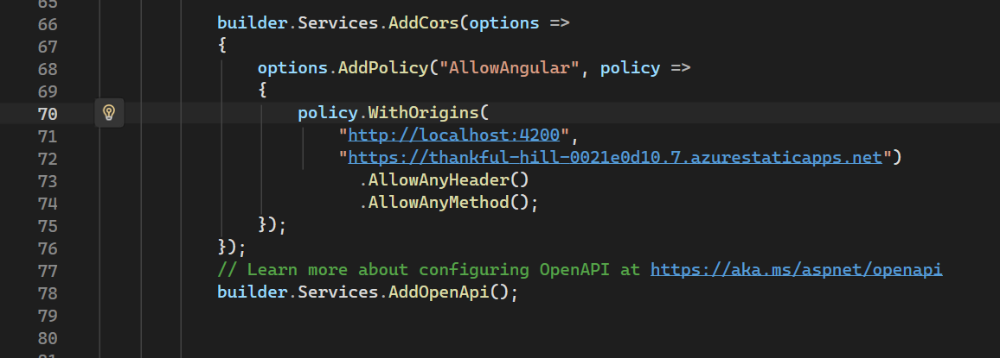 65
66 builder.Services.AddCors(options =>
67 {
68 options.AddPolicy("AllowAngular", policy =>
69 {
70 policy.WithOrigins(
71 "http://localhost:4200",
72 "https://thankful-hill-0021e0d10.7.azurestaticapps.net")
73 .AllowAnyHeader()
74 .AllowAnyMethod();
75 });
76 });
77 // Learn more about configuring OpenAPI at https://aka.ms/aspnet/openapi
78 builder.Services.AddOpenApi();
79
80
81